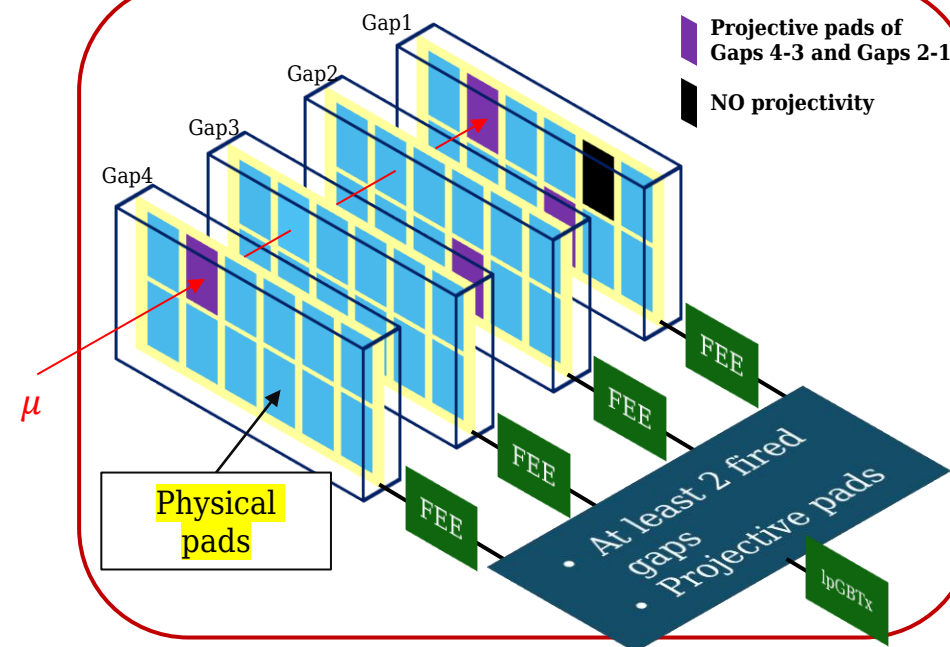 Gap1
Projective pads of
Gaps 4-3 and Gaps 2-1
NO projectivity
Gap2
Gap3
Gap4
μ
Physical
pads
FEE
FEE
FEE
FEE
• At least 2 fired
gaps
• Projective pads
lpGBTx